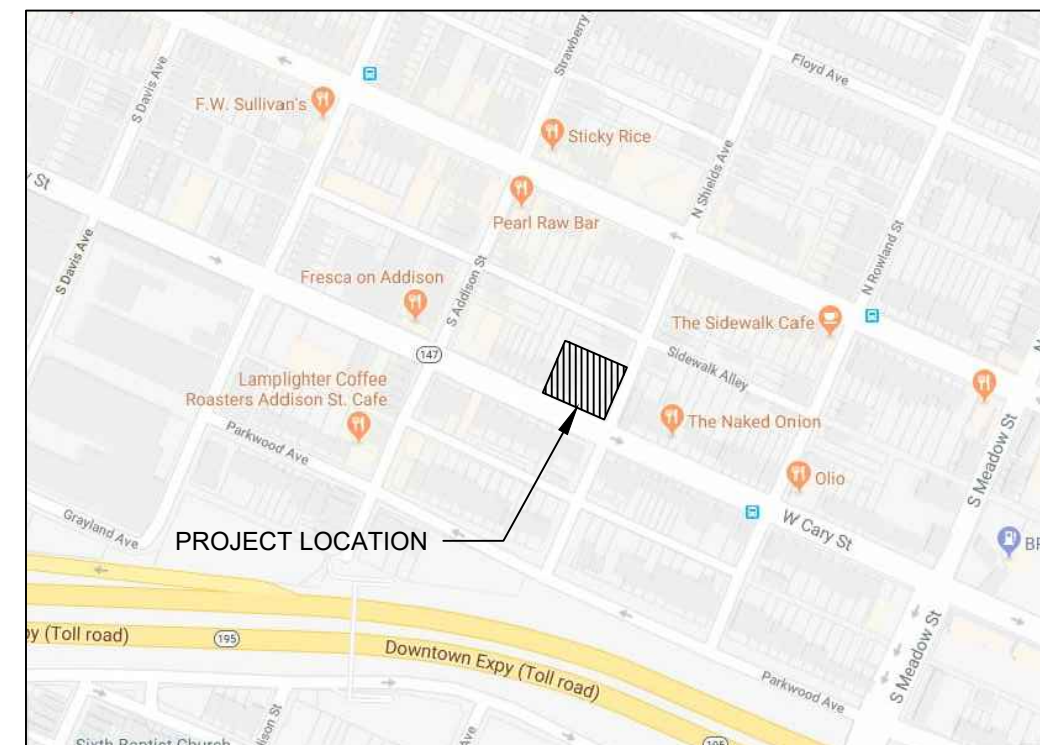 S Davis Ave
Strawberry
Floyd Ave
F.W. Sullivan's
Sticky Rice
N Shields Ave
St
Pearl Raw Bar
N Rowland St
S Davis Ave
Fresca on Addison
S Addison St
The Sidewalk Cafe
N
147
Sidewalk Alley
Lamplighter Coffee
Roasters Addison St. Cafe
The Naked Onion
S Meadow St
Parkwood Ave
Olio
Grayland Ave
PROJECT LOCATION
W Cary St
BP
y (Toll road)
195
Downtown Expy (Toll road)
S Meadow St
Parkwood Ave
Sixth Baptist Church
dison St
Ave
195